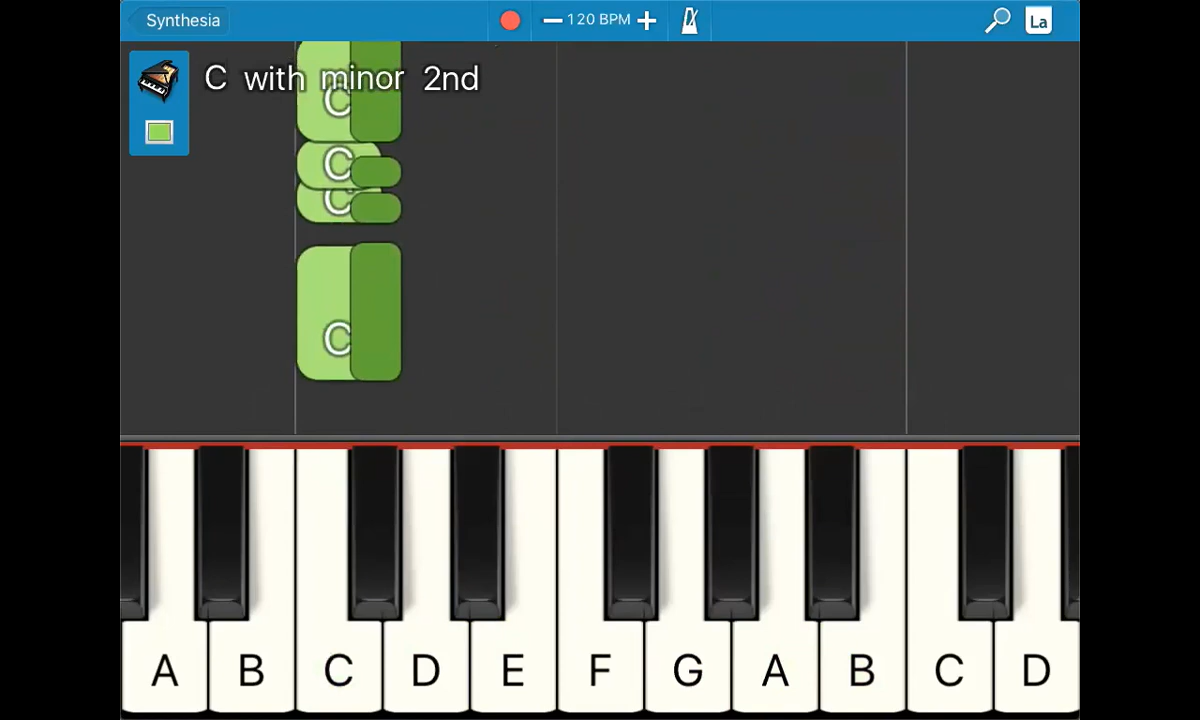 Synthesia
120 BPM
La
C with minor 2nd
C
C
C
C
A B C D E F G A B C D